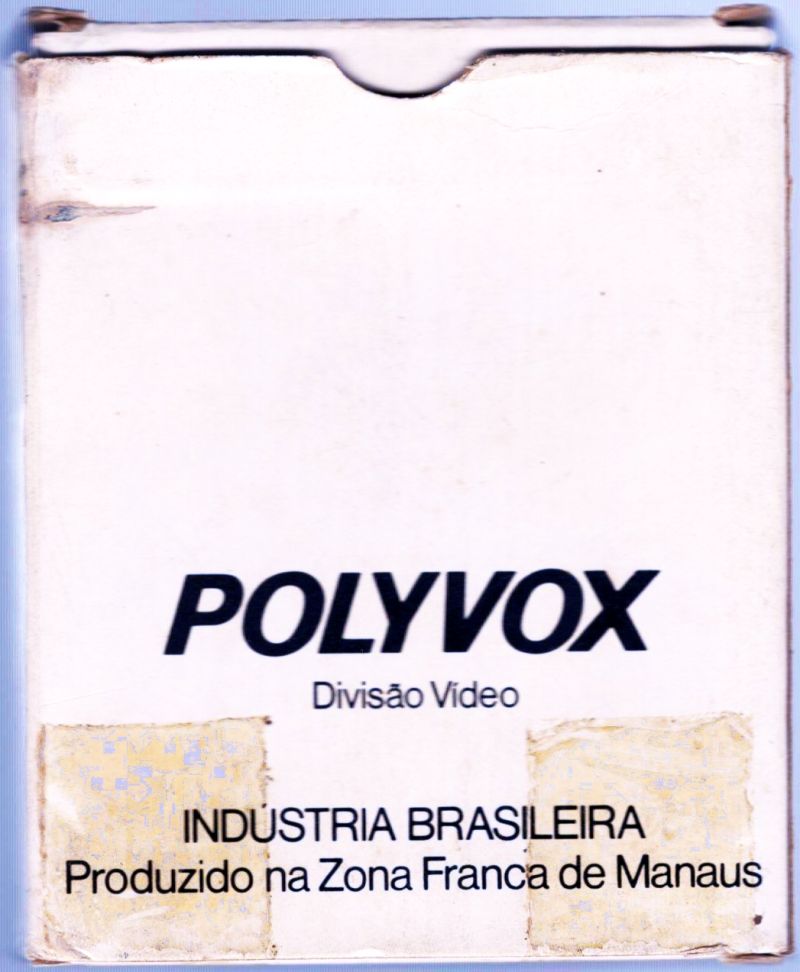 POLYVOX
Divisão Vídeo
INDÚSTRIA BRASILEIRA
Produzido na Zona Franca de Manaus